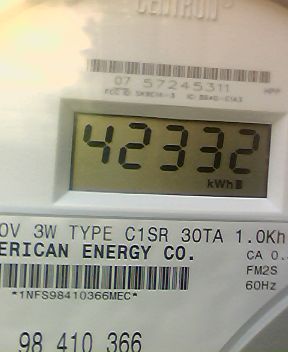 CENTRON
07 57245311
42332
kWh
0V 3W TYPE C1SR 30TA 1.0Kh
ERICAN ENERGY CO.
CA 0.
FM2S
*1NFS98410366MEC*
60Hz
98 410 366